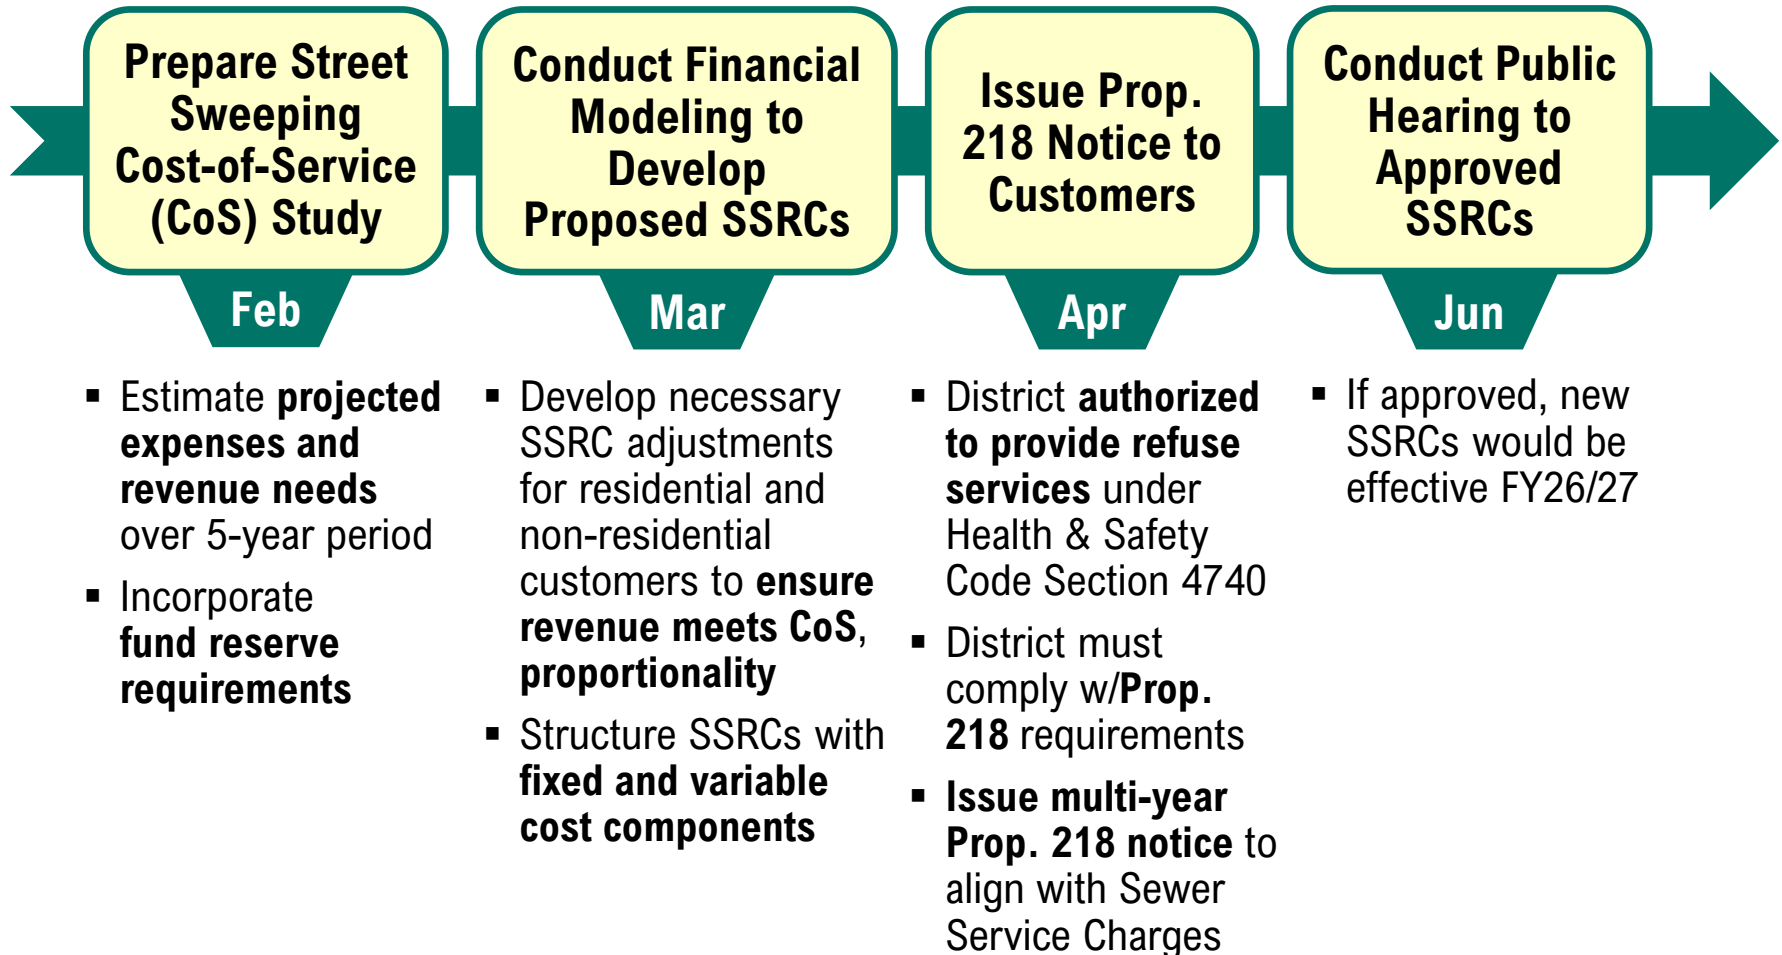 Prepare Street
Sweeping
Cost-of-Service
(CoS) Study
Feb
▪ Estimate projected
expenses and
revenue needs
over 5-year period
▪ Incorporate
fund reserve
requirements
Conduct Financial
Modeling to
Develop
Proposed SSRCs
Mar
▪ Develop necessary
SSRC adjustments
for residential and
non-residential
customers to ensure
revenue meets CoS,
proportionality
▪ Structure SSRCs with
fixed and variable
cost components
Issue Prop.
218 Notice to
Customers
Apr
▪ District authorized
to provide refuse
services under
Health & Safety
Code Section 4740
▪ District must
comply w/Prop.
218 requirements
▪ Issue multi-year
Prop. 218 notice to
align with Sewer
Service Charges
Conduct Public
Hearing to
Approved
SSRCs
Jun
▪ If approved, new
SSRCs would be
effective FY26/27